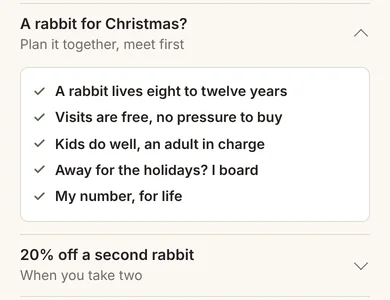 A rabbit for Christmas?
Plan it together, meet first
A rabbit lives eight to twelve years
Visits are free, no pressure to buy
Kids do well, an adult in charge
Away for the holidays? I board
My number, for life
20% off a second rabbit
When you take two